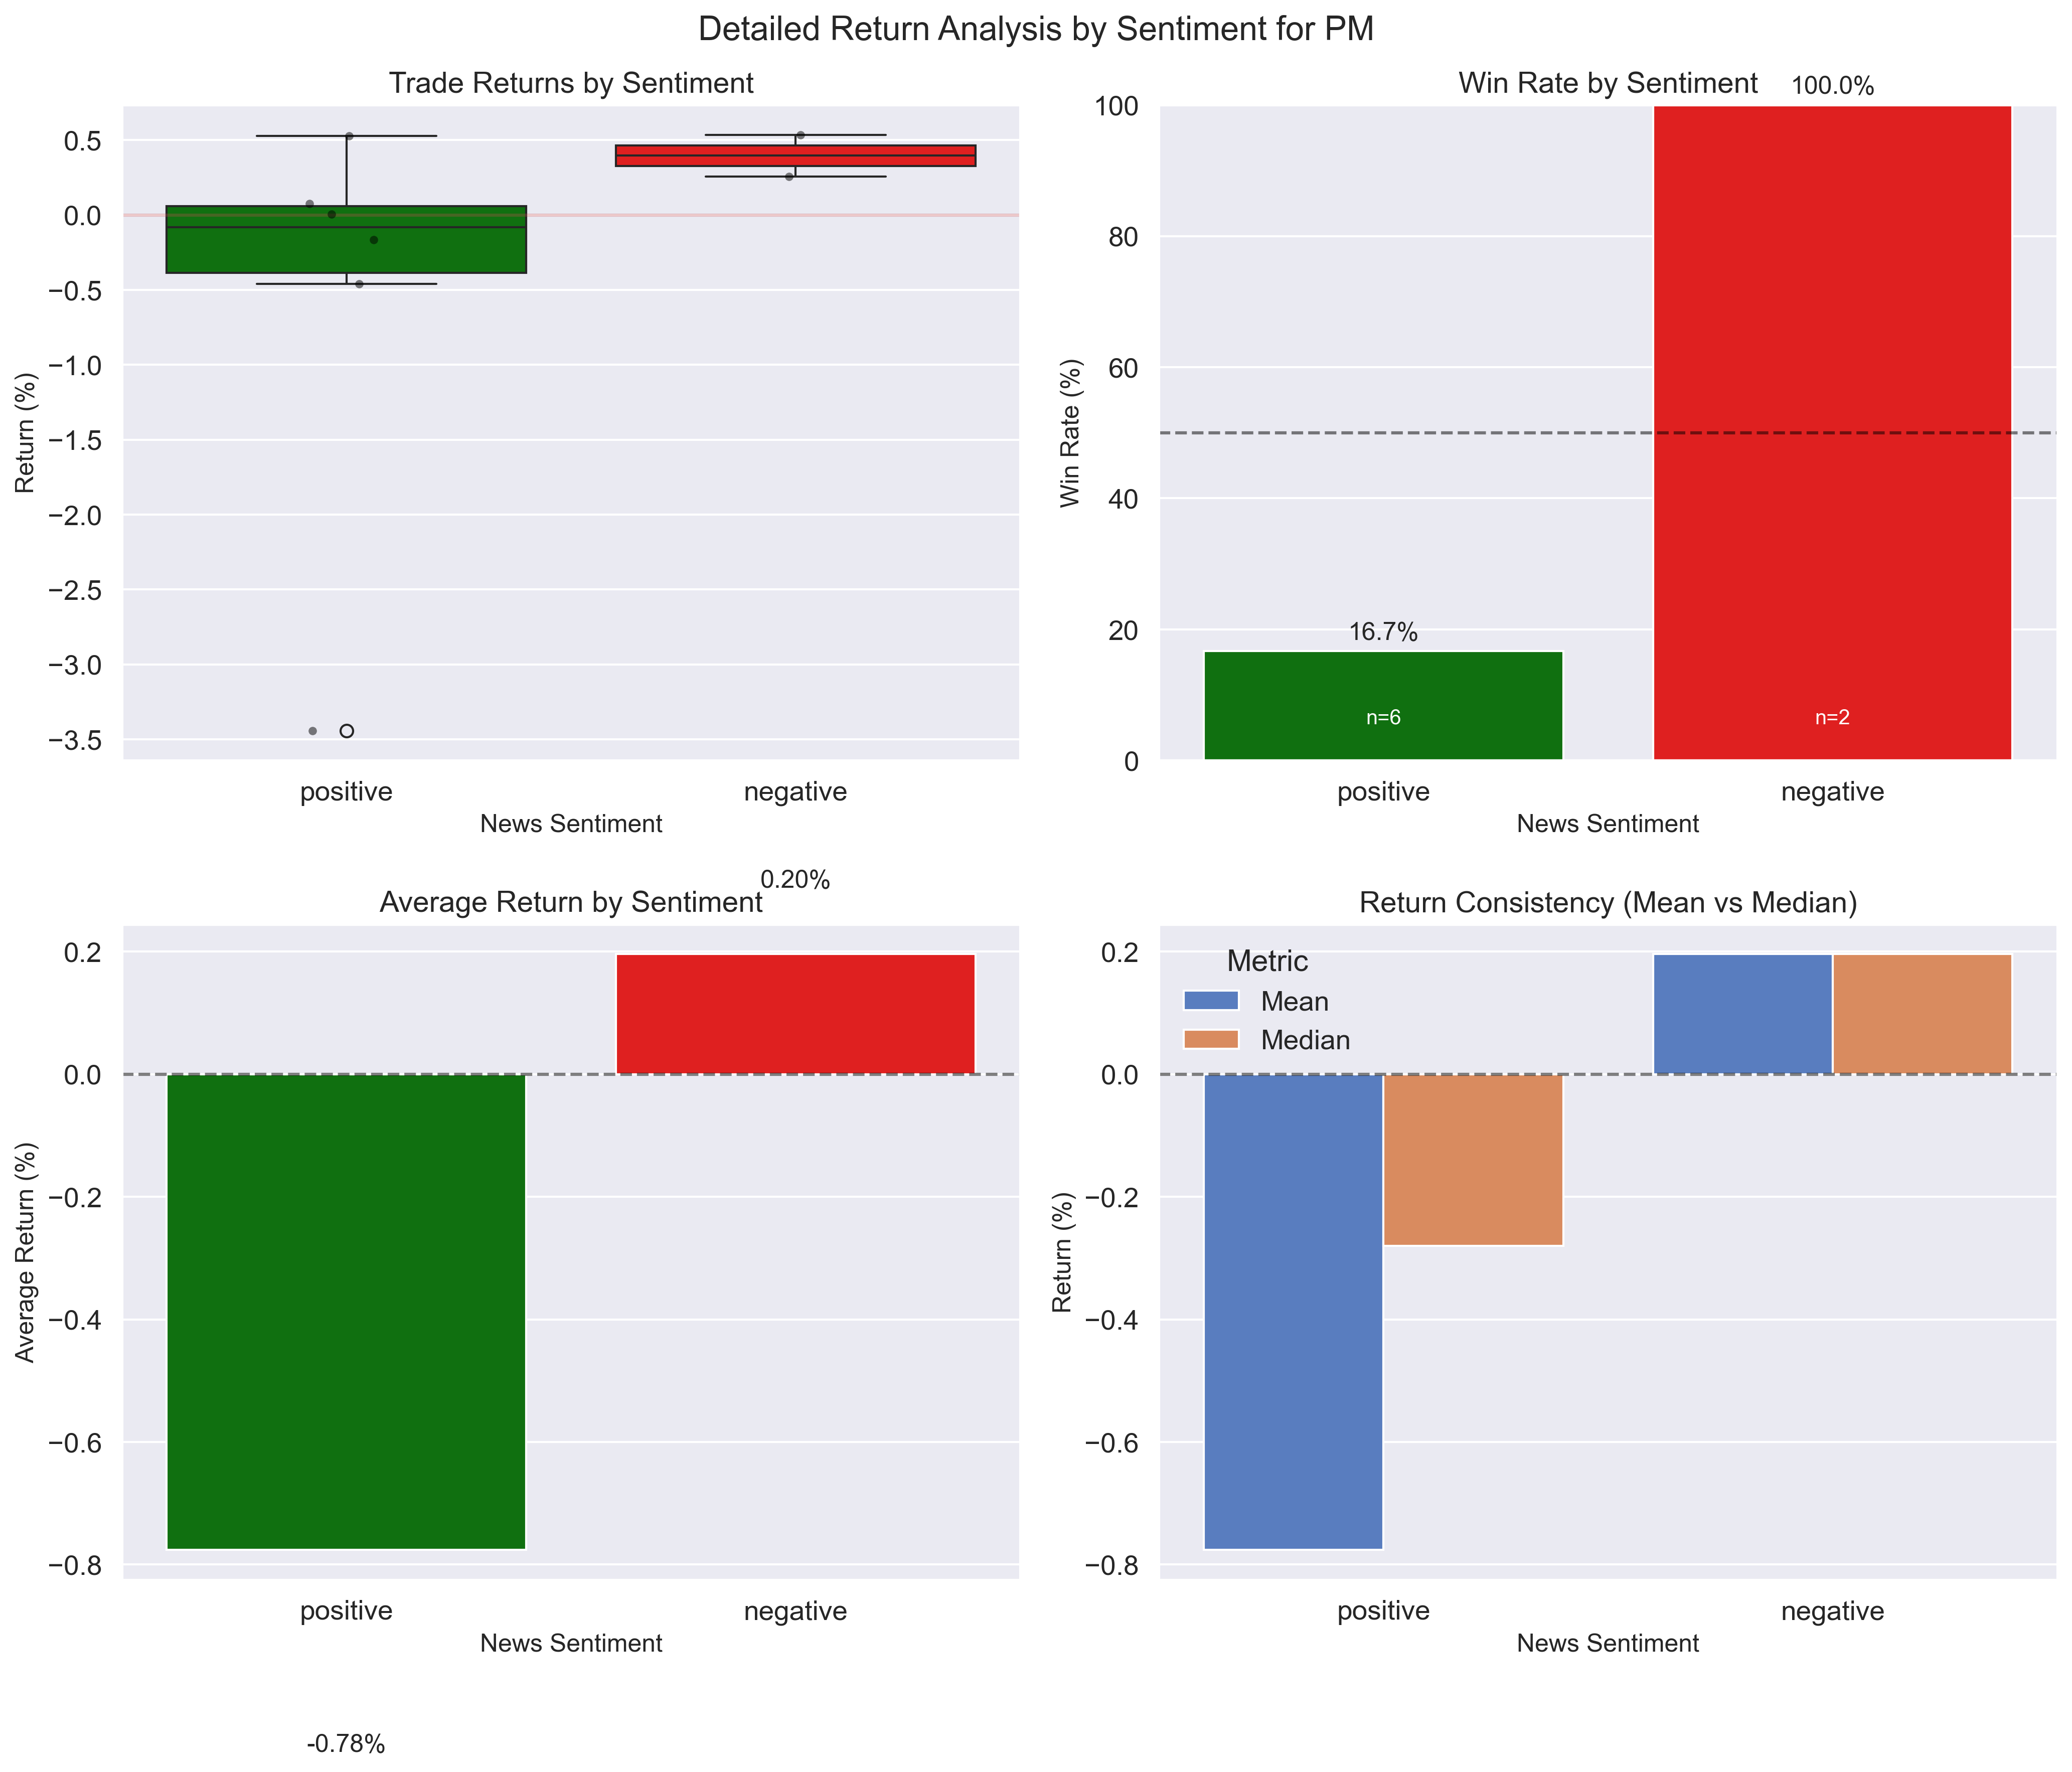 Detailed Return Analysis by Sentiment for PM
Trade Returns by Sentiment
0.5
0.0
−0.5
−1.0
−1.5
−2.0
−2.5
−3.0
−3.5
Return (%)
positive
negative
News Sentiment
Win Rate by Sentiment
100.0%
100
80
60
40
20
0
Win Rate (%)
16.7%
n=6
n=2
positive
negative
News Sentiment
0.20%
Average Return by Sentiment
0.2
0.0
−0.2
−0.4
−0.6
−0.8
Average Return (%)
positive
negative
News Sentiment
-0.78%
Return Consistency (Mean vs Median)
0.2
0.0
−0.2
−0.4
−0.6
−0.8
Return (%)
Metric
Mean
Median
positive
negative
News Sentiment